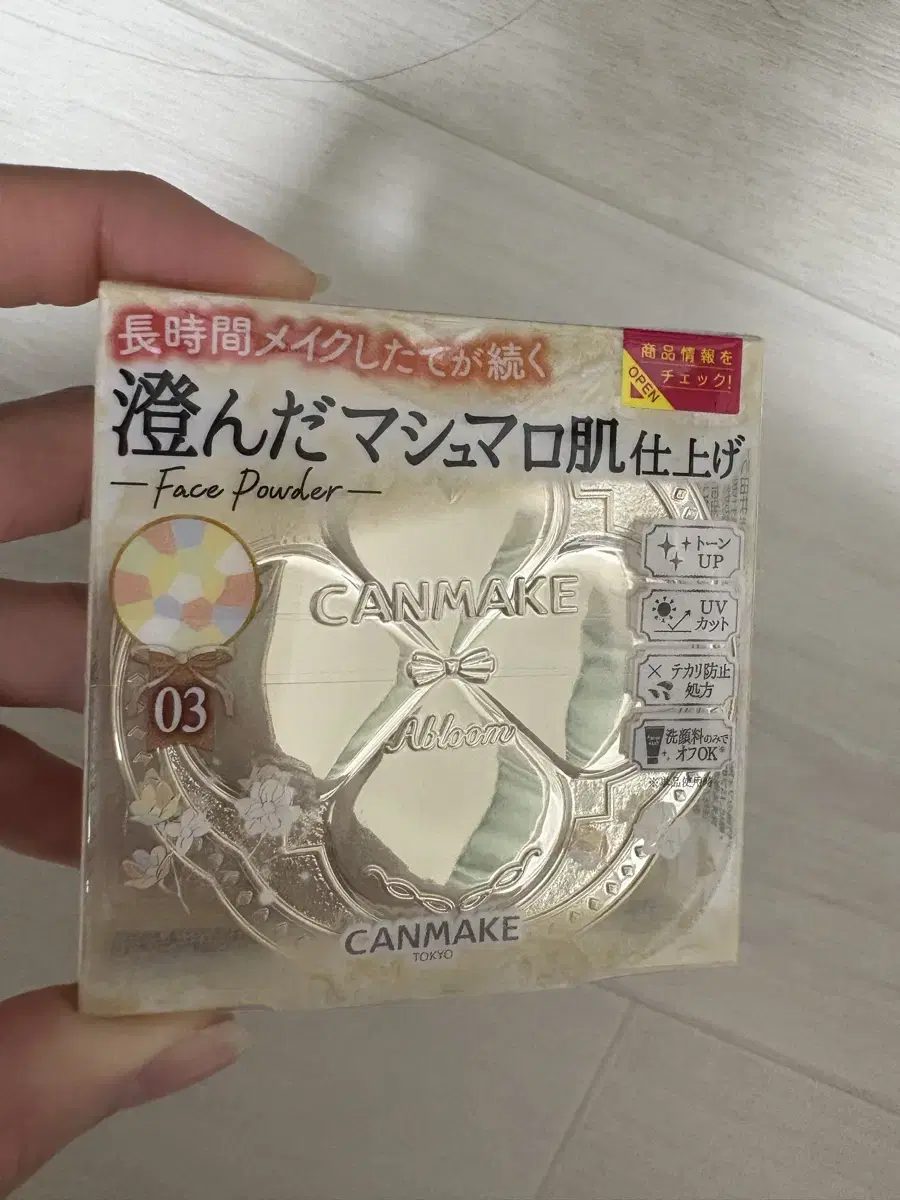 長時間メイクしたてが続く
商品情報を
チェック!
OPEN
澄んだマシュマロ肌仕上げ
Face Powder
トーン
UP
CANMAKE
UV
カット
テカリ防止
処方
03
Abloom
洗顔料のみで
オフOK*
CANMAKE
TOKYO